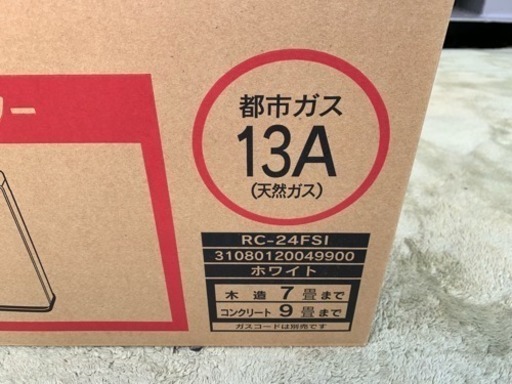 ター
都市ガス
13A
(天然ガス)
RC-24FSI
31080120049900
ホワイト
木造 7 畳まで
コンクリート 9 畳まで
ガスコードは別売です